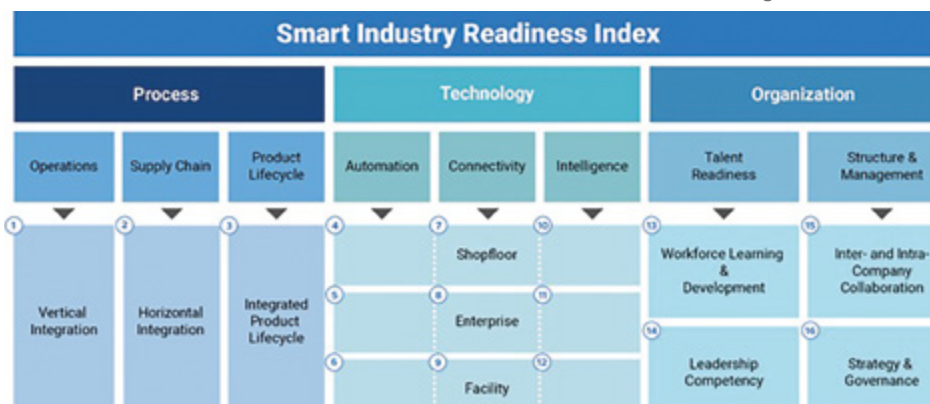 Smart Industry Readiness Index
Process
Technology
Organization
Operations
Supply Chain
Product
Lifecycle
Automation
Connectivity
Intelligence
Talent
Readiness
Structure &
Management
1
Vertical
Integration
2
Horizontal
Integration
3
Integrated
Product
Lifecycle
4
7
10
Shopfloor
5
8
11
Enterprise
6
9
12
Facility
13
Workforce Learning
&
Development
15
Inter- and Intra-
Company
Collaboration
14
Leadership
Competency
16
Strategy &
Governance